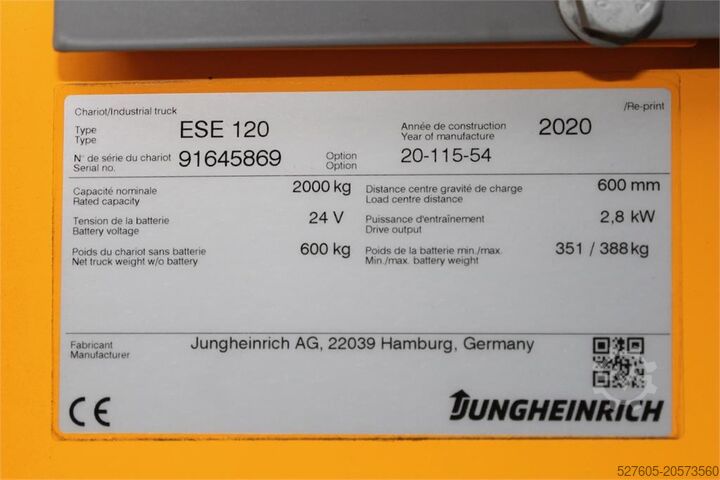 Chariot/Industrial truck
/Re-print
Type
Type
ESE 120
Année de construction
Year of manufacture
2020
N° de série du chariot
Serial no.
91645869
Option
Option
20-115-54
Capacité nominale
Rated capacity
2000 kg
Distance centre gravité de charge
Load centre distance
600 mm
Tension de la batterie
Battery voltage
24 V
Puissance d'entraînement
Drive output
2,8 kW
Poids du chariot sans batterie
Net truck weight w/o battery
600 kg
Poids de la batterie min./max.
Min./max. battery weight
351 / 388 kg
Fabricant
Manufacturer
Jungheinrich AG, 22039 Hamburg, Germany
CE
JUNGHEINRICH
527605-20573560